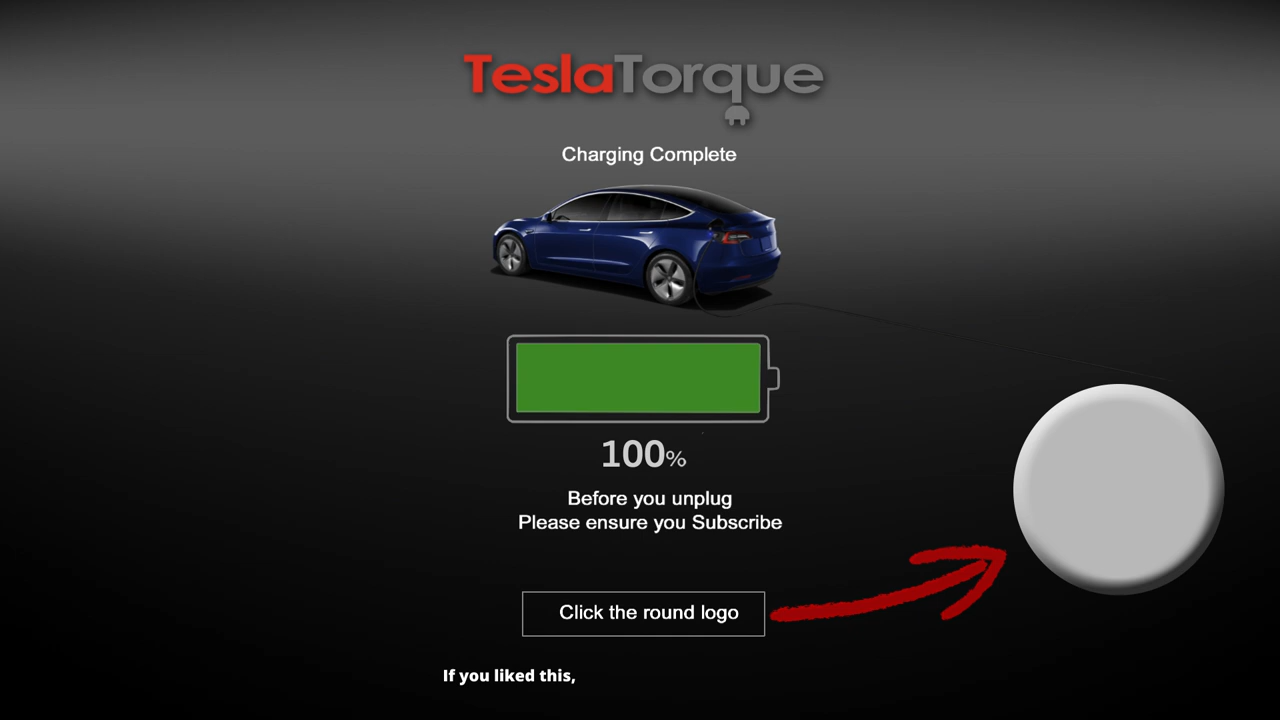 TeslaTorque
Charging Complete
100%
Before you unplug
Please ensure you Subscribe
Click the round logo
If you liked this,